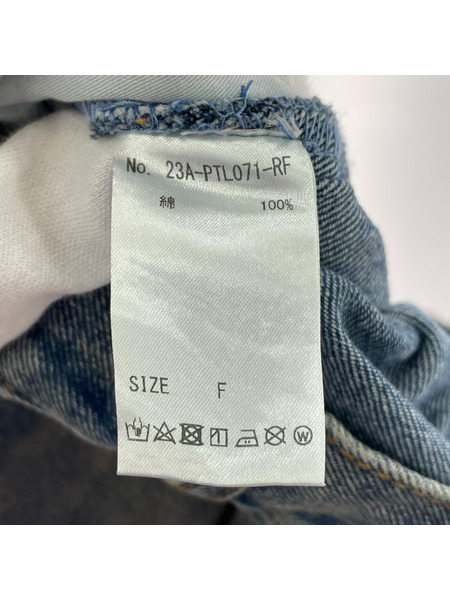 No. 23A-PTL071-RF
綿 100%
SIZE F
W